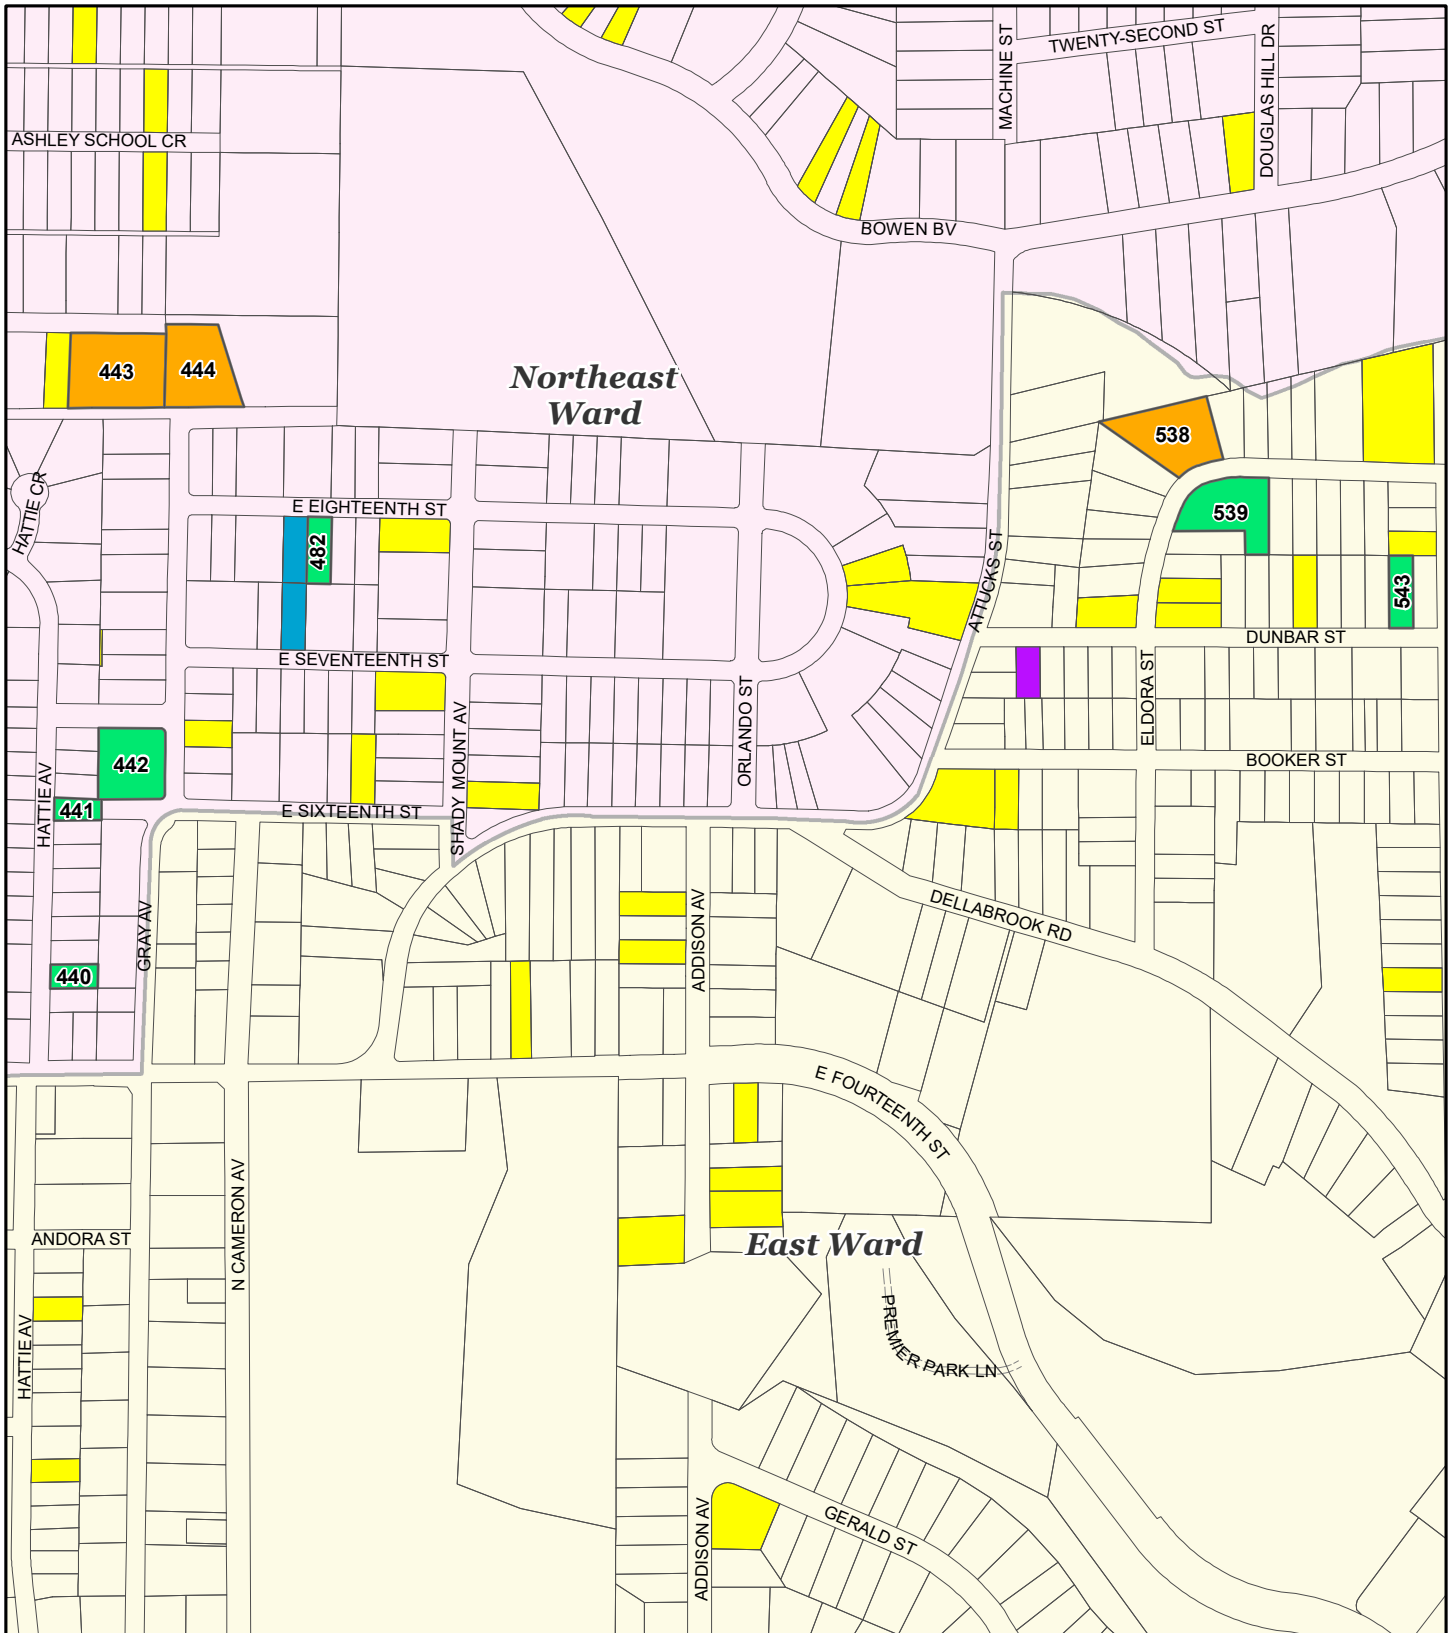 TWENTY-SECOND ST
MACHINE ST
DOUGLAS HILL DR
ASHLEY SCHOOL CR
BOWEN BV
443
444
Northeast
Ward
538
HATTIE CR
E EIGHTEENTH ST
482
539
ATTUCKS ST
543
DUNBAR ST
E SEVENTEENTH ST
ELDORA ST
ORLANDO ST
SHADY MOUNT AV
442
BOOKER ST
HATTIE AV
441
E SIXTEENTH ST
DELLABROOK RD
ADDISON AV
GRAY AV
440
E FOURTEENTH ST
N CAMERON AV
ANDORA ST
East Ward
PREMIER PARK LN
HATTIE AV
ADDISON AV
GERALD ST